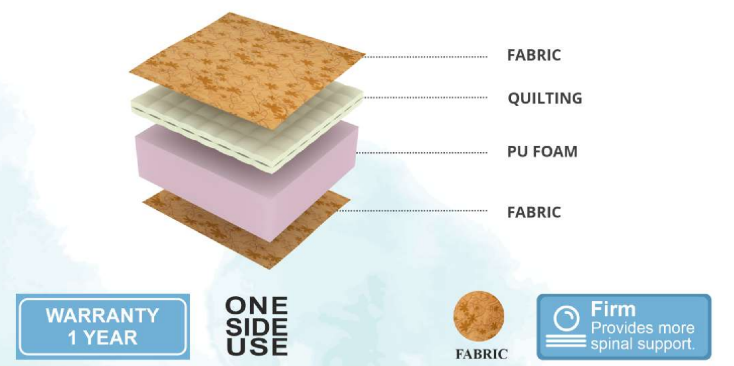 FABRIC
QUILTING
PU FOAM
FABRIC
WARRANTY
1 YEAR
ONE
SIDE
USE
FABRIC
Firm
Provides more
spinal support.